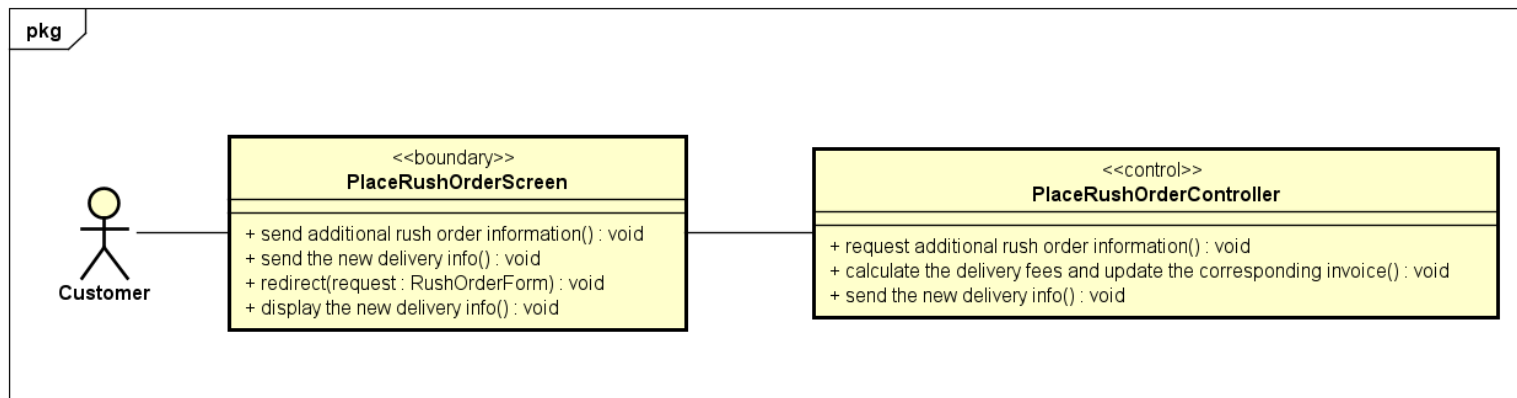 pkg
<<boundary>>
PlaceRushOrderScreen
+ send additional rush order information() : void
+ send the new delivery info() : void
+ redirect(request : RushOrderForm) : void
+ display the new delivery info() : void
<<control>>
PlaceRushOrderController
+ request additional rush order information() : void
+ calculate the delivery fees and update the corresponding invoice() : void
+ send the new delivery info() : void
Customer